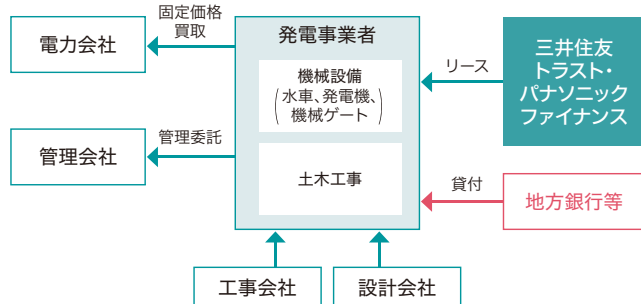 固定価格
買取
電力会社
管理委託
管理会社
発電事業者
機械設備
(水車、発電機、
機械ゲート)
土木工事
リース
三井住友
トラスト・
パナソニック
ファイナンス
貸付
地方銀行等
工事会社
設計会社